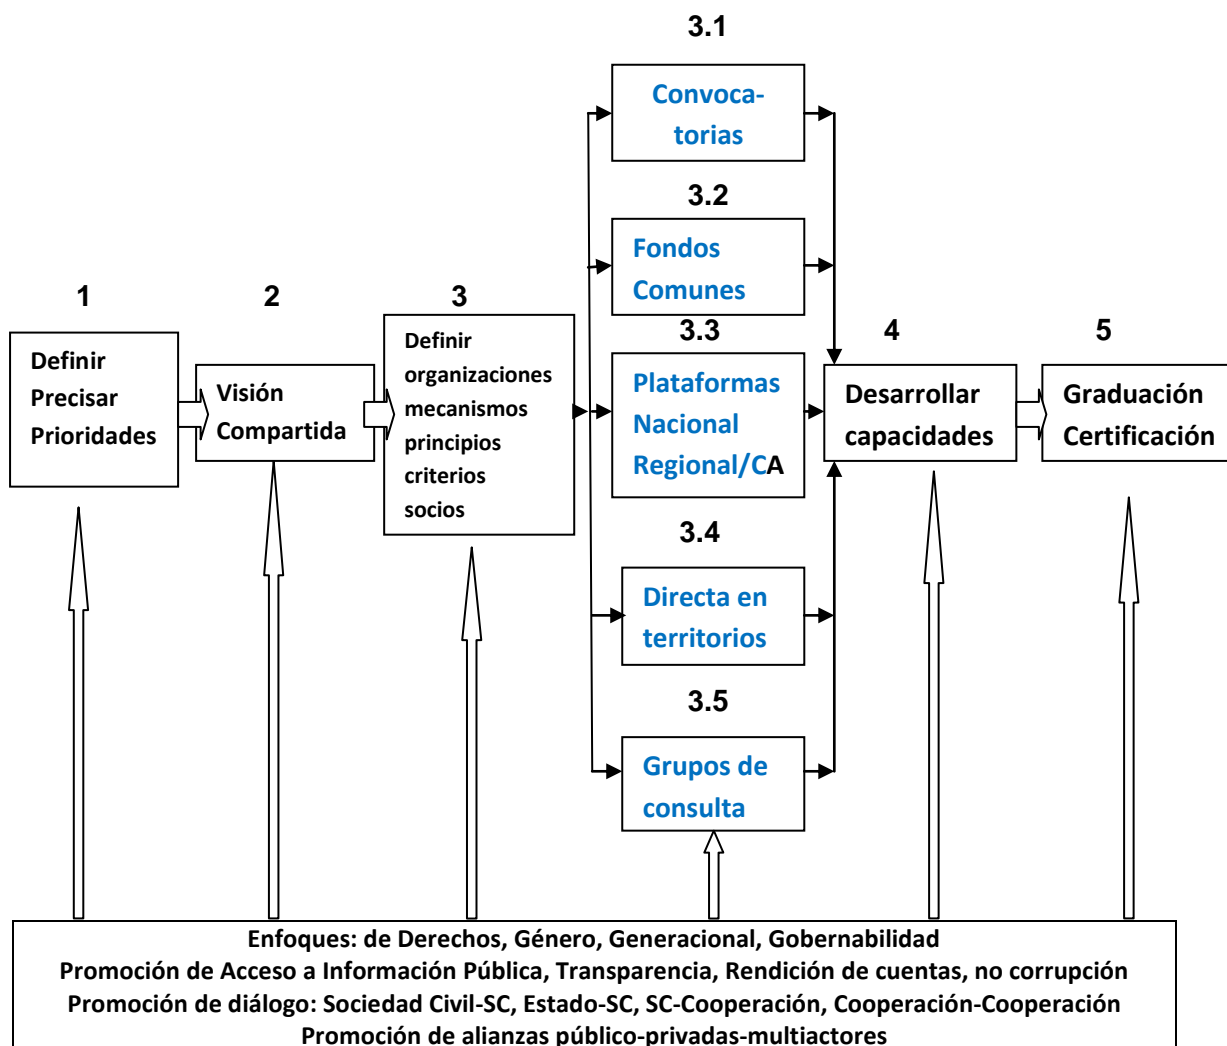 1
Definir
Precisar
Prioridades
2
Visión
Compartida
3
Definir
organizaciones
mecanismos
principios
criterios
socios
3.1
Convoca-
torias
3.2
Fondos
Comunes
3.3
Plataformas
Nacional
Regional/CA
3.4
Directa en
territorios
3.5
Grupos de
consulta
4
Desarrollar
capacidades
5
Graduación
Certificación
Enfoques: de Derechos, Género, Generacional, Gobernabilidad
Promoción de Acceso a Información Pública, Transparencia, Rendición de cuentas, no corrupción
Promoción de diálogo: Sociedad Civil-SC, Estado-SC, SC-Cooperación, Cooperación-Cooperación
Promoción de alianzas público-privadas-multiactores